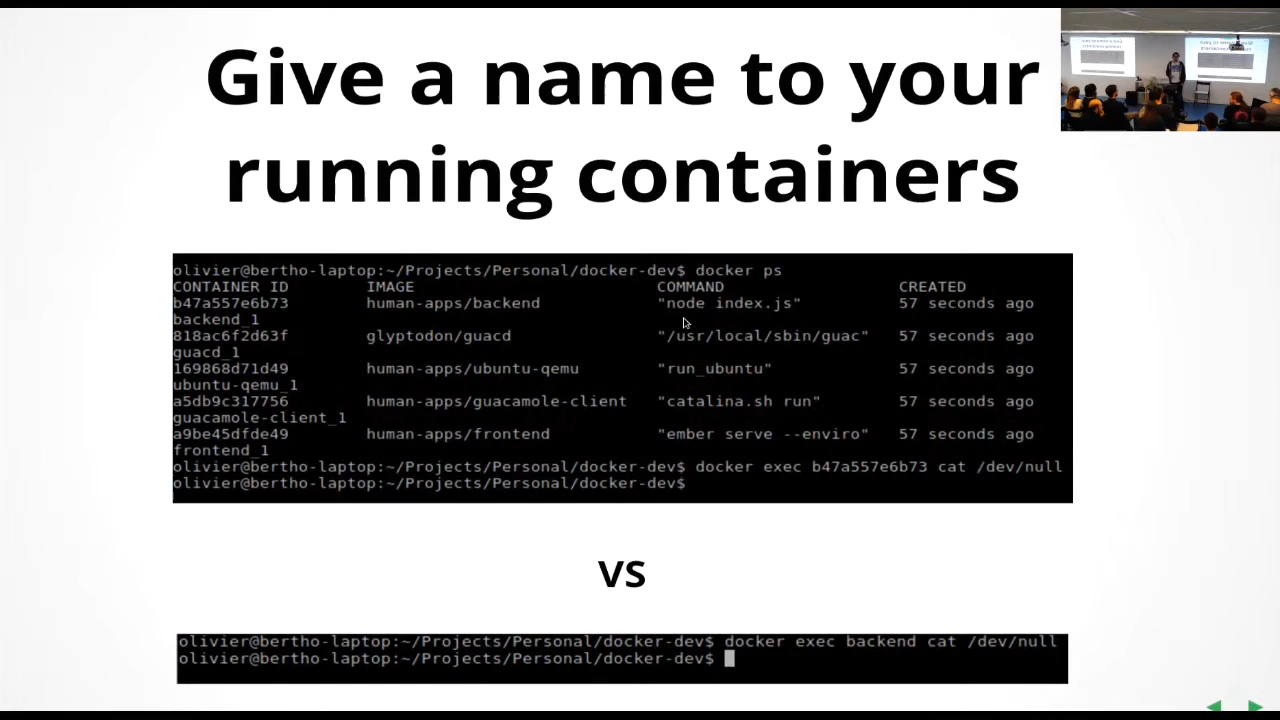 Give a name to your
running containers
olivier@bertho-laptop:~/Projects/Personal/docker-dev$ docker ps
CONTAINER ID IMAGE COMMAND CREATED
b47a557e6b73 human-apps/backend "node index.js" 57 seconds ago
backend_1
818ac6f2d63f glyptodon/guacd "/usr/local/sbin/guac" 57 seconds ago
guacd_1
169868d71d49 human-apps/ubuntu-qemu "run_ubuntu" 57 seconds ago
ubuntu-qemu_1
a5db9c317756 human-apps/guacamole-client "catalina.sh run" 57 seconds ago
guacamole-client_1
a9be45dfde49 human-apps/frontend "ember serve --enviro" 57 seconds ago
frontend_1
olivier@bertho-laptop:~/Projects/Personal/docker-dev$ docker exec b47a557e6b73 cat /dev/null
olivier@bertho-laptop:~/Projects/Personal/docker-dev$
vs
olivier@bertho-laptop:~/Projects/Personal/docker-dev$ docker exec backend cat /dev/null
olivier@bertho-laptop:~/Projects/Personal/docker-dev$